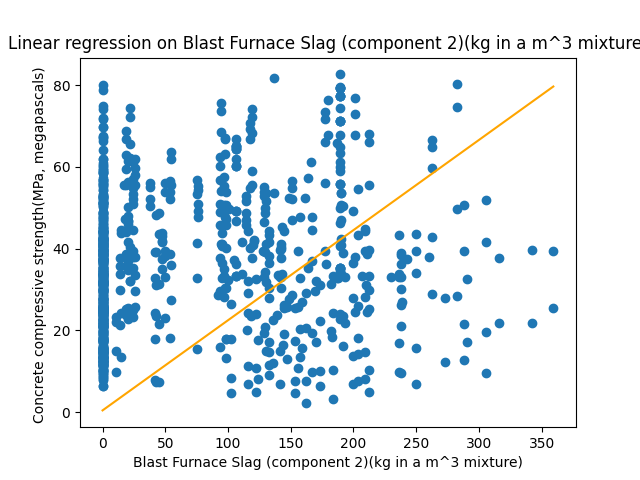 Linear regression on Blast Furnace Slag (component 2)(kg in a m^3 mixture
Concrete compressive strength(MPa, megapascals)
80
60
40
20
0
0 50 100 150 200 250 300 350
Blast Furnace Slag (component 2)(kg in a m^3 mixture)